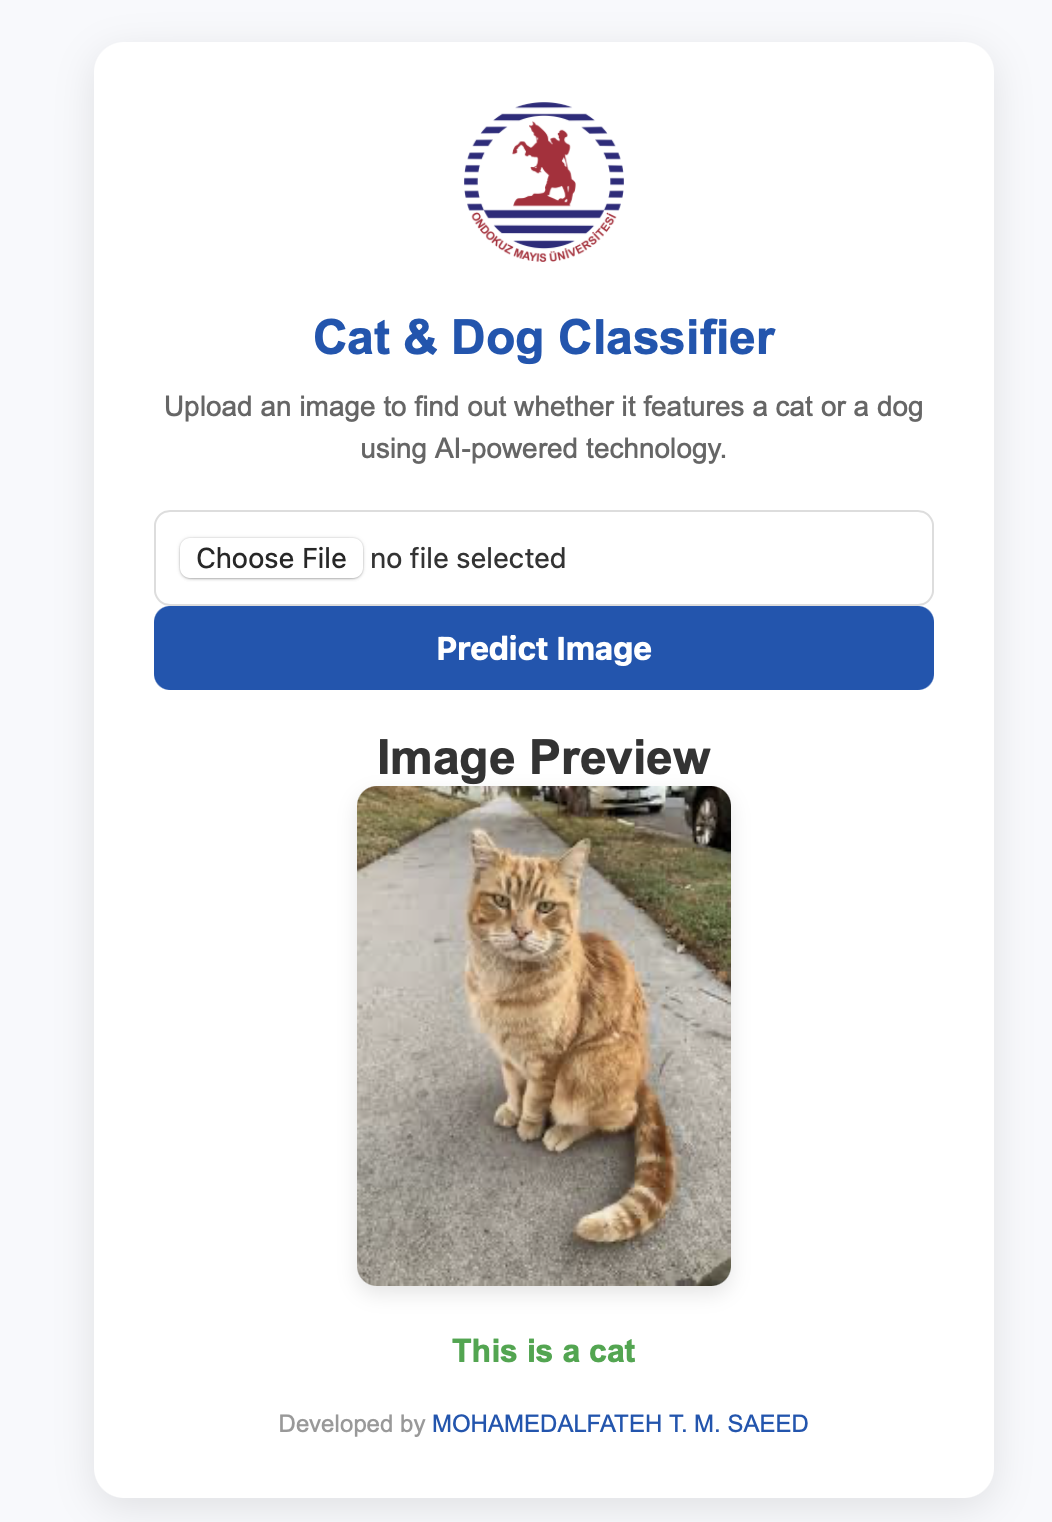 ONDOKUZ MAYIS ÜNİVERSİTESİ
Cat & Dog Classifier
Upload an image to find out whether it features a cat or a dog
using AI-powered technology.
Choose File no file selected
Predict Image
Image Preview
This is a cat
Developed by MOHAMEDALFATEH T. M. SAEED